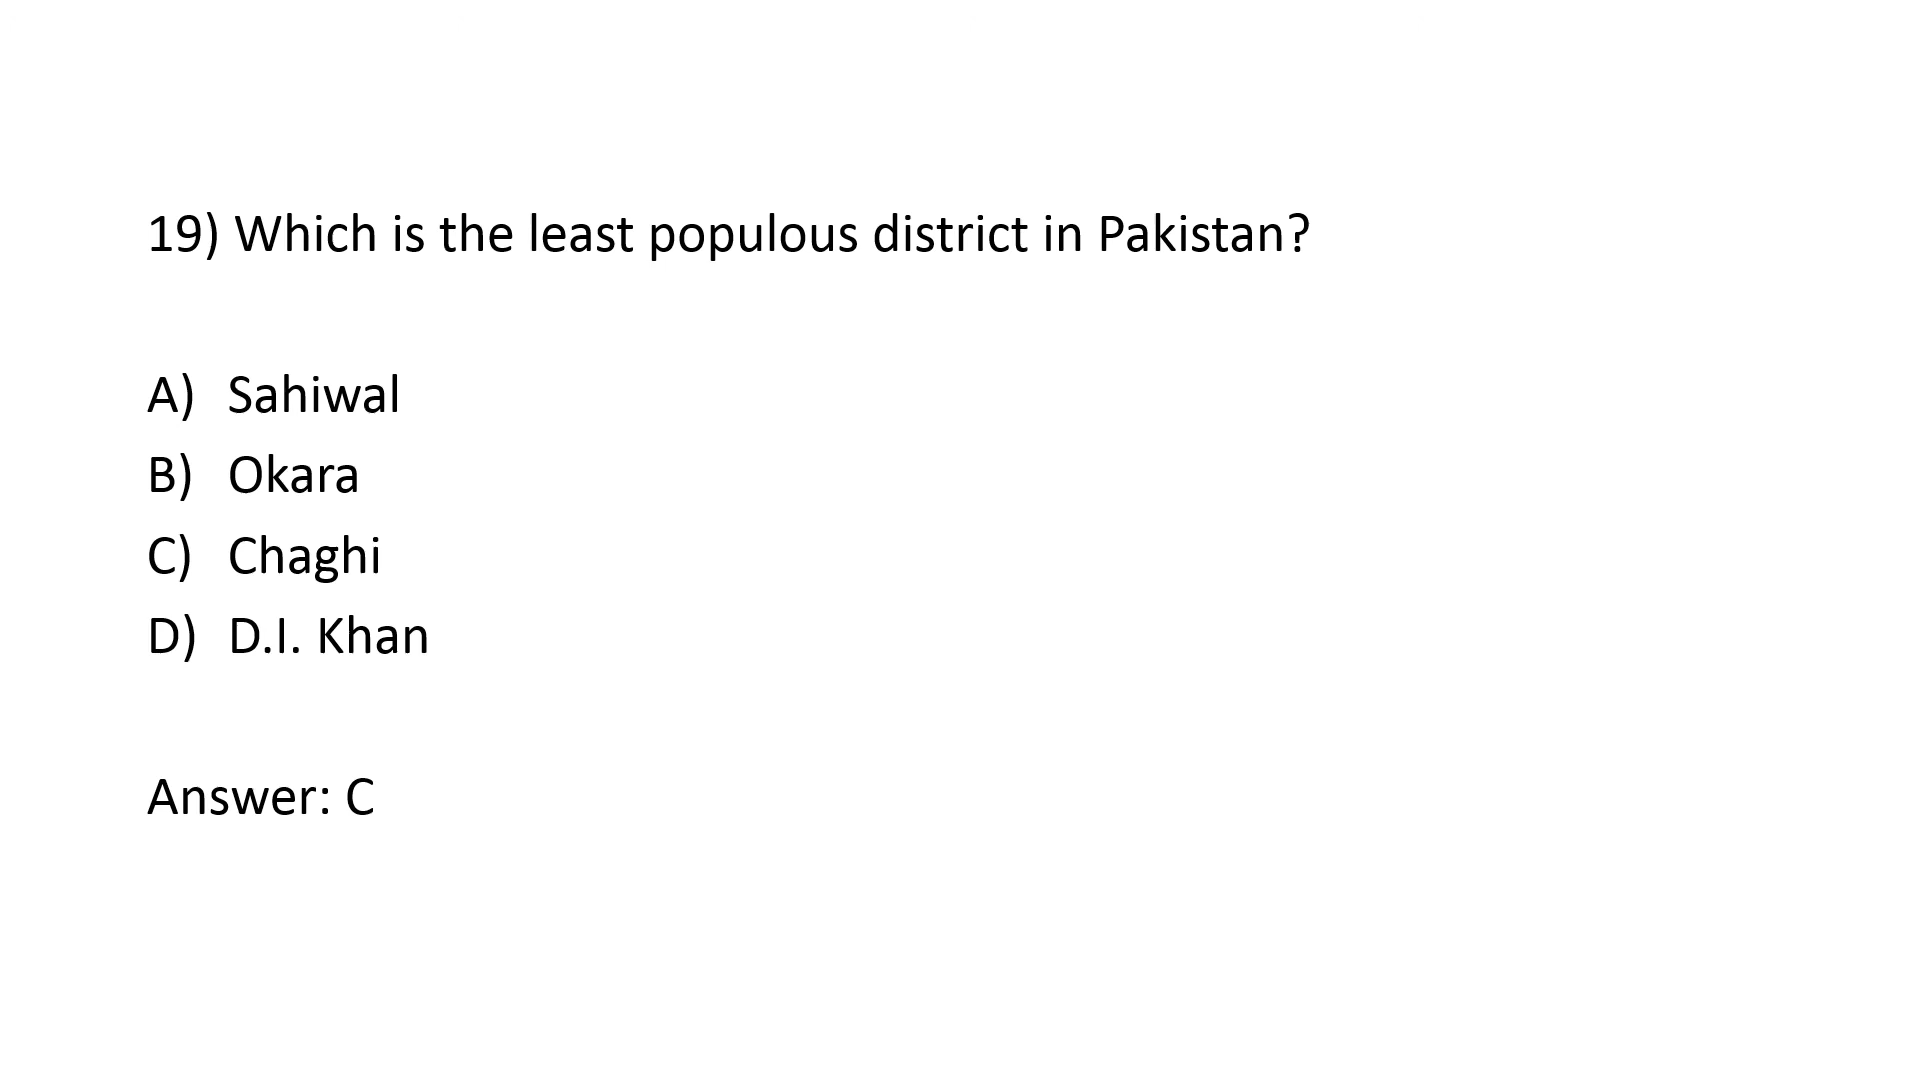 19) Which is the least populous district in Pakistan?
A) Sahiwal
B) Okara
C) Chaghi
D) D.I. Khan
Answer: C